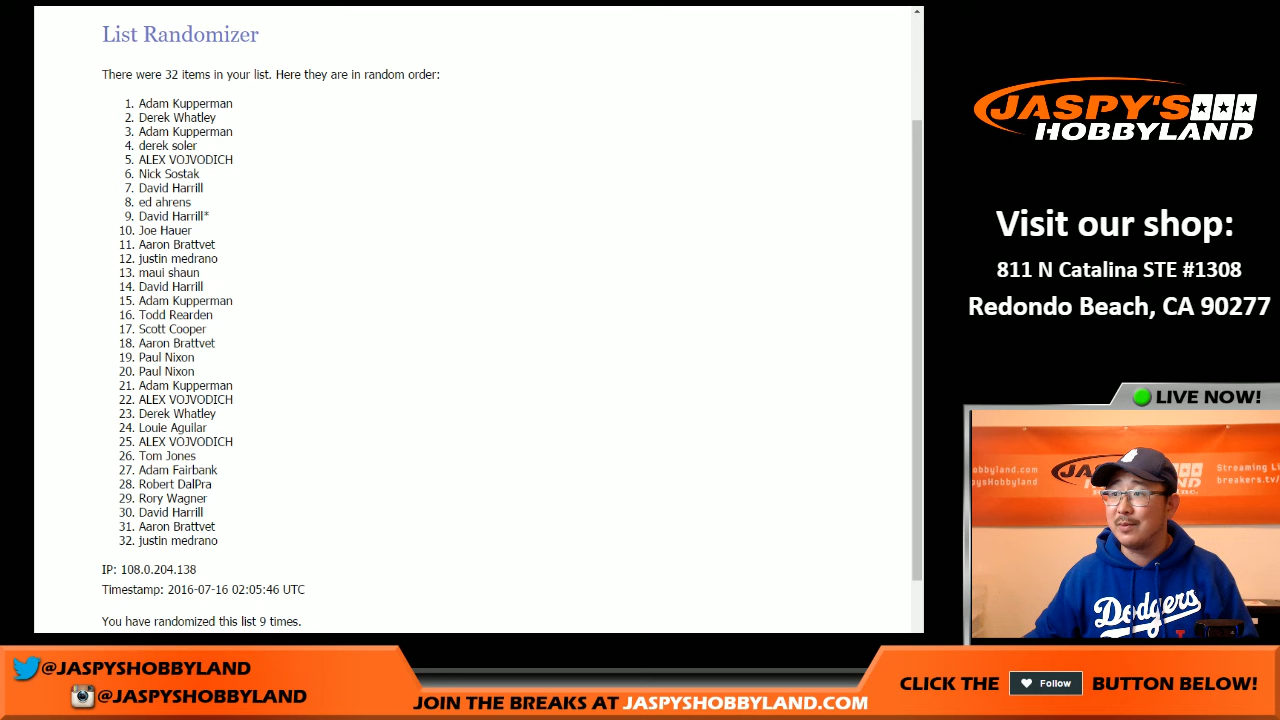 List Randomizer
There were 32 items in your list. Here they are in random order:
1. Adam Kupperman
2. Derek Whatley
3. Adam Kupperman
4. derek soler
5. ALEX VOJVODICH
6. Nick Sostak
7. David Harrill
8. ed ahrens
9. David Harrill*
10. Joe Hauer
11. Aaron Brattvet
12. justin medrano
13. maui shaun
14. David Harrill
15. Adam Kupperman
16. Todd Rearden
17. Scott Cooper
18. Aaron Brattvet
19. Paul Nixon
20. Paul Nixon
21. Adam Kupperman
22. ALEX VOJVODICH
23. Derek Whatley
24. Louie Aguilar
25. ALEX VOJVODICH
26. Tom Jones
27. Adam Fairbank
28. Robert DalPra
29. Rory Wagner
30. David Harrill
31. Aaron Brattvet
32. justin medrano
IP: 108.0.204.138
Timestamp: 2016-07-16 02:05:46 UTC
You have randomized this list 9 times.
JASPY'S
HOBBYLAND
Visit our shop:
811 N Catalina STE #1308
Redondo Beach, CA 90277
LIVE NOW!
Dodgers
@JASPYSHOBBYLAND
@JASPYSHOBBYLAND
JOIN THE BREAKS AT JASPYSHOBBYLAND.COM
CLICK THE Follow BUTTON BELOW!